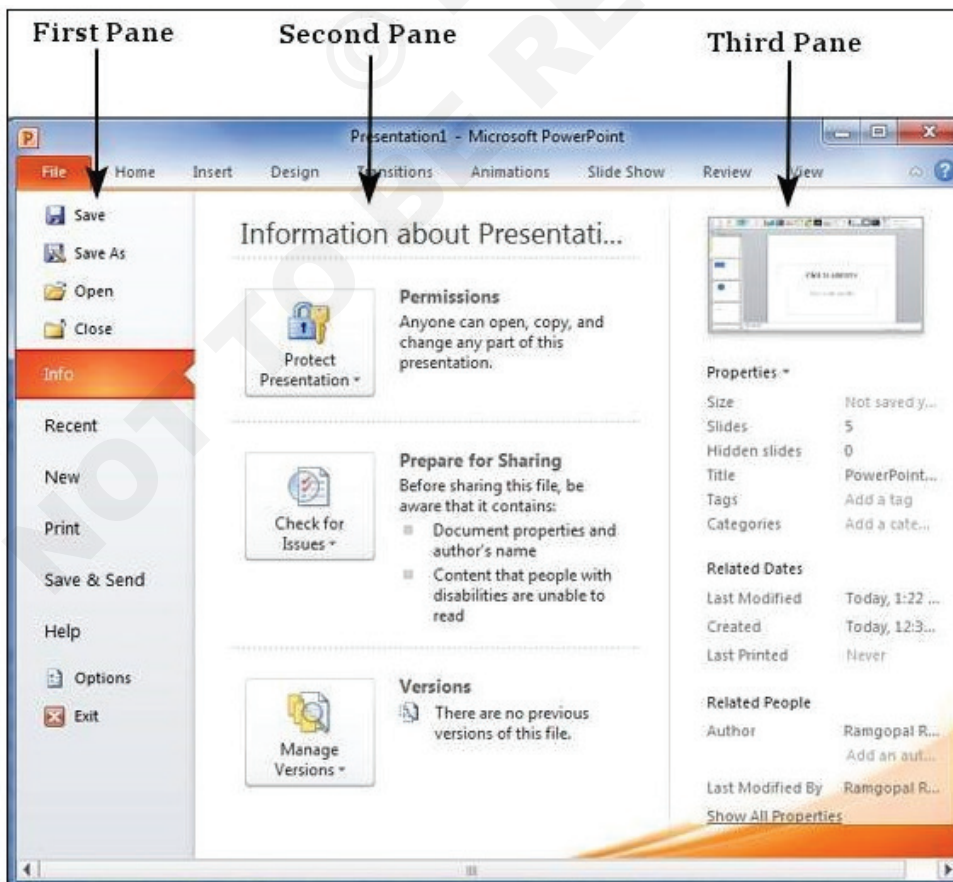 First Pane
Second Pane
Third Pane
Presentation1 - Microsoft PowerPoint
File Home Insert Design Transitions Animations Slide Show Review View
Save
Save As
Open
Close
Info
Recent
New
Print
Save & Send
Help
Options
Exit
Information about Presentati...
Protect
Presentation
Permissions
Anyone can open, copy, and
change any part of this
presentation.
Check for
Issues
Prepare for Sharing
Before sharing this file, be
aware that it contains:
Document properties and
author's name
Content that people with
disabilities are unable to
read
Manage
Versions
Versions
There are no previous
versions of this file.
Properties
Size Not saved y...
Slides 5
Hidden slides 0
Title PowerPoint...
Tags Add a tag
Categories Add a cate...
Related Dates
Last Modified Today, 1:22 ...
Created Today, 12:3...
Last Printed Never
Related People
Author Ramgopal R...
Add an aut...
Last Modified By Ramgopal R...
Show All Properties
NOT TO BE RE
©